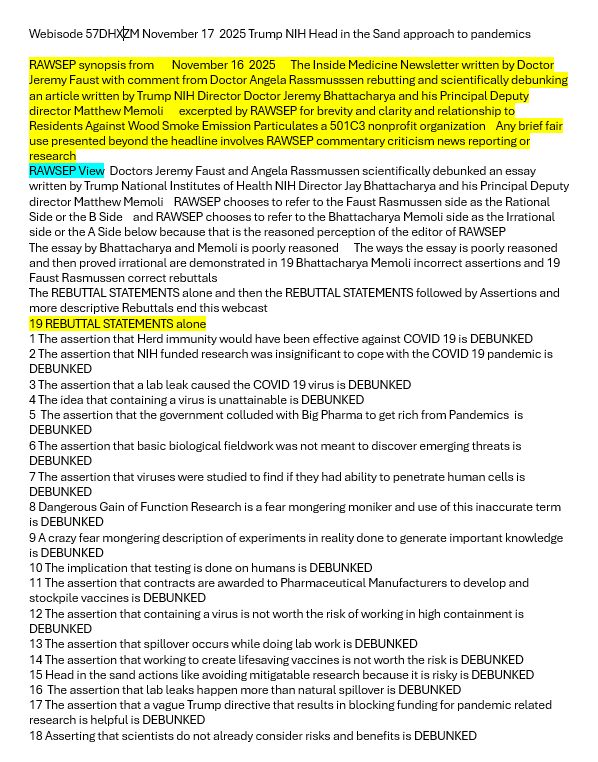 Webisode 57DHXZM November 17 2025 Trump NIH Head in the Sand approach to pandemics
RAWSEP synopsis from November 16 2025 The Inside Medicine Newsletter written by Doctor
Jeremy Faust with comment from Doctor Angela Rasmusssen rebutting and scientifically debunking
an article written by Trump NIH Director Doctor Jeremy Bhattacharya and his Principal Deputy
director Matthew Memoli excerpted by RAWSEP for brevity and clarity and relationship to
Residents Against Wood Smoke Emission Particulates a 501C3 nonprofit organization Any brief fair
use presented beyond the headline involves RAWSEP commentary criticism news reporting or
research
RAWSEP View Doctors Jeremy Faust and Angela Rasmussen scientifically debunked an essay
written by Trump National Institutes of Health NIH Director Jay Bhattacharya and his Principal Deputy
director Matthew Memoli RAWSEP chooses to refer to the Faust Rasmussen side as the Rational
Side or the B Side and RAWSEP chooses to refer to the Bhattacharya Memoli side as the Irrational
side or the A Side below because that is the reasoned perception of the editor of RAWSEP
The essay by Bhattacharya and Memoli is poorly reasoned The ways the essay is poorly reasoned
and then proved irrational are demonstrated in 19 Bhattacharya Memoli incorrect assertions and 19
Faust Rasmussen correct rebuttals
The REBUTTAL STATEMENTS alone and then the REBUTTAL STATEMENTS followed by Assertions and
more descriptive Rebuttals end this webcast
19 REBUTTAL STATEMENTS alone
1 The assertion that Herd immunity would have been effective against COVID 19 is DEBUNKED
2 The assertion that NIH funded research was insignificant to cope with the COVID 19 pandemic is
DEBUNKED
3 The assertion that a lab leak caused the COVID 19 virus is DEBUNKED
4 The idea that containing a virus is unattainable is DEBUNKED
5 The assertion that the government colluded with Big Pharma to get rich from Pandemics is
DEBUNKED
6 The assertion that basic biological fieldwork was not meant to discover emerging threats is
DEBUNKED
7 The assertion that viruses were studied to find if they had ability to penetrate human cells is
DEBUNKED
8 Dangerous Gain of Function Research is a fear mongering moniker and use of this inaccurate term
is DEBUNKED
9 A crazy fear mongering description of experiments in reality done to generate important knowledge
is DEBUNKED
10 The implication that testing is done on humans is DEBUNKED
11 The assertion that contracts are awarded to Pharmaceutical Manufacturers to develop and
stockpile vaccines is DEBUNKED
12 The assertion that containing a virus is not worth the risk of working in high containment is
DEBUNKED
13 The assertion that spillover occurs while doing lab work is DEBUNKED
14 The assertion that working to create lifesaving vaccines is not worth the risk is DEBUNKED
15 Head in the sand actions like avoiding mitigatable research because it is risky is DEBUNKED
16 The assertion that lab leaks happen more than natural spillover is DEBUNKED
17 The assertion that a vague Trump directive that results in blocking funding for pandemic related
research is helpful is DEBUNKED
18 Asserting that scientists do not already consider risks and benefits is DEBUNKED